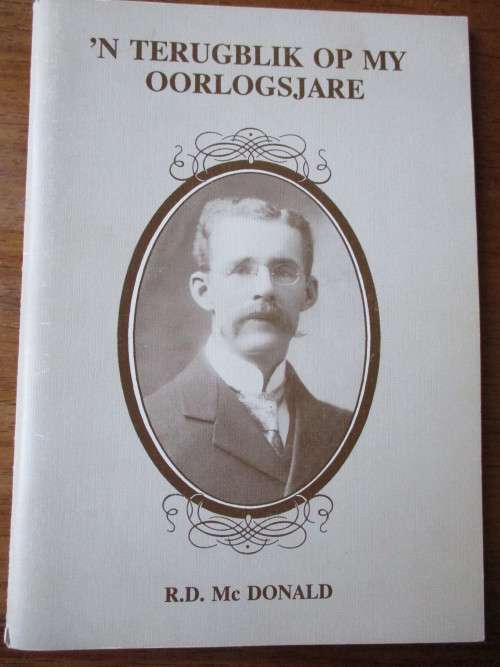 'N TERUGBLIK OP MY
OORLOGSJARE
R.D. Mc DONALD